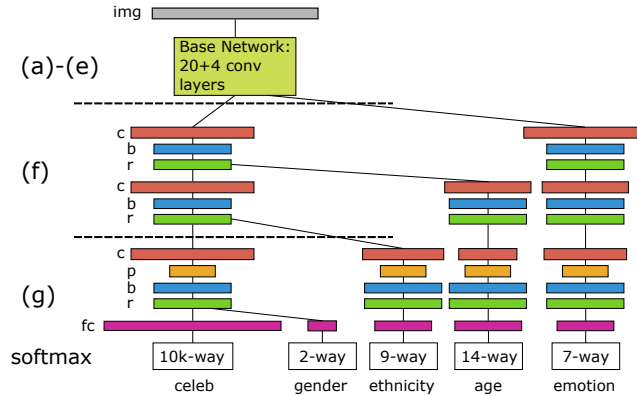 img
Base Network:
20+4 conv
layers
(a)-(e)
c
b
r
(f)
c
b
r
c
p
(g)
b
r
fc
softmax 10k-way 2-way 9-way 14-way 7-way
celeb gender ethnicity age emotion